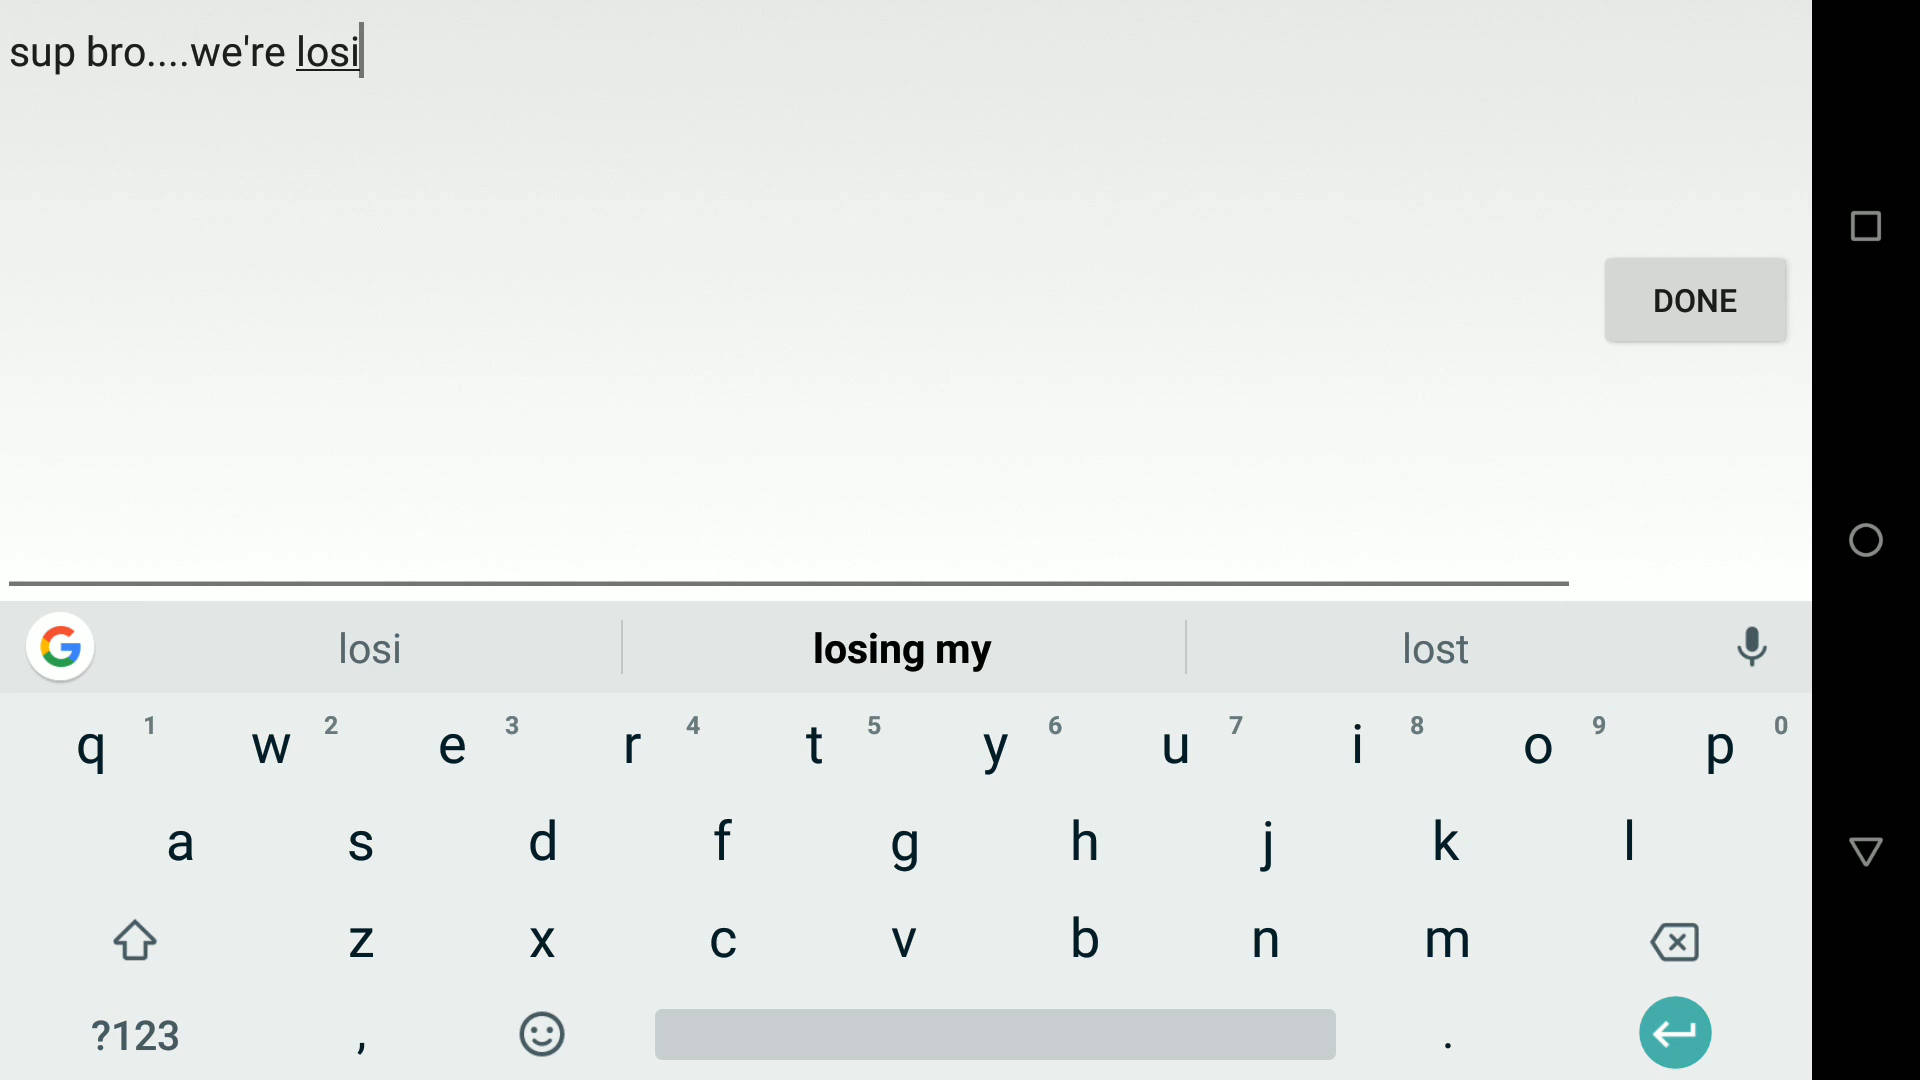 sup bro....we're losi
DONE
losi losing my lost
q 1 w 2 e 3 r 4 t 5 y 6 u 7 i 8 o 9 p 0
a s d f g h j k l
z x c v b n m
?123 , .